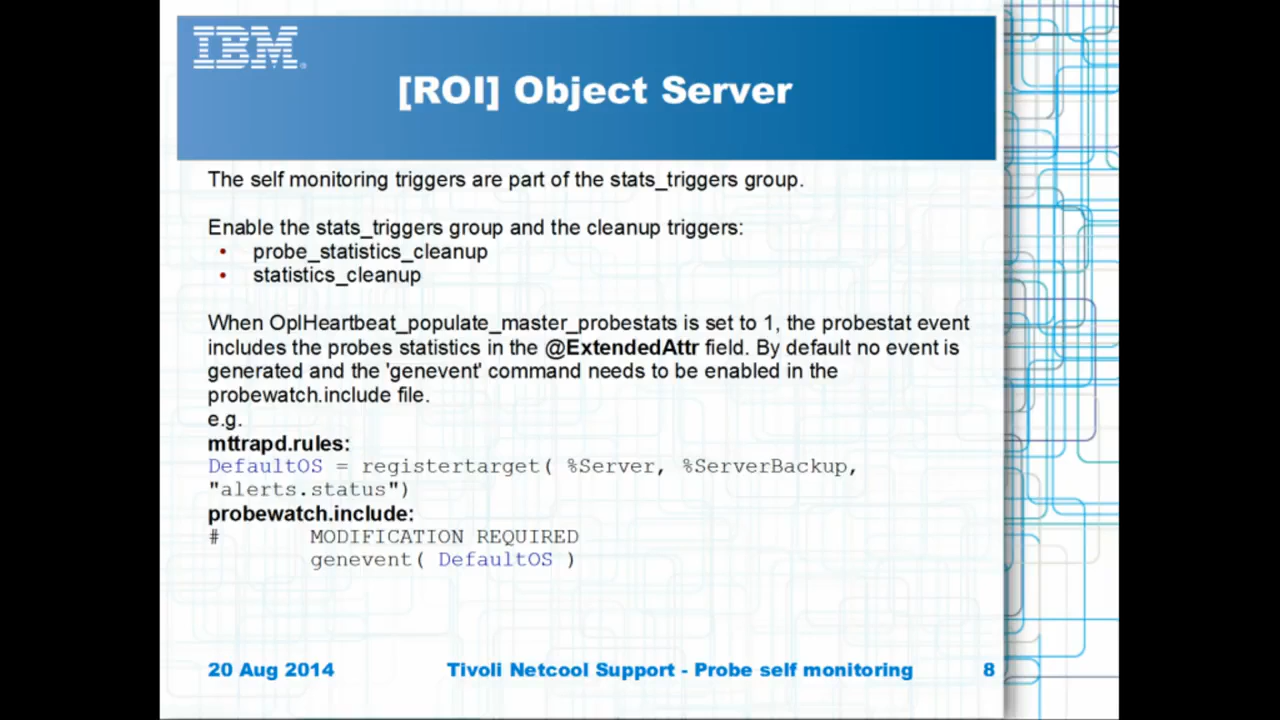 IBM
[ROI] Object Server
The self monitoring triggers are part of the stats_triggers group.
Enable the stats_triggers group and the cleanup triggers:
• probe_statistics_cleanup
• statistics_cleanup
When OplHeartbeat_populate_master_probestats is set to 1, the probestat event
includes the probes statistics in the @ExtendedAttr field. By default no event is
generated and the 'genevent' command needs to be enabled in the
probewatch.include file.
e.g.
mttrapd.rules:
DefaultOS = registertarget( %Server, %ServerBackup,
"alerts.status")
probewatch.include:
# MODIFICATION REQUIRED
genevent( DefaultOS )
20 Aug 2014 Tivoli Netcool Support - Probe self monitoring 8